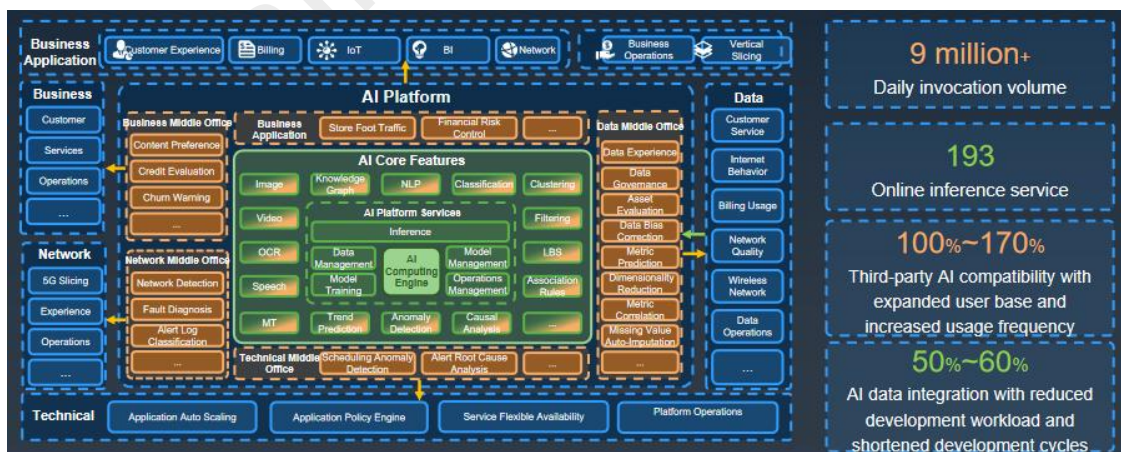 Business
Application
Customer Experience
Billing
IoT
BI
Network
Business
Operations
Vertical
Slicing
Business
Customer
Services
Operations
...
Network
5G Slicing
Experience
Operations
...
AI Platform
Business Middle Office
Content Preference
Credit Evaluation
Churn Warning
...
Network Middle Office
Network Detection
Fault Diagnosis
Alert Log
Classification
...
Business
Application
Store Foot Traffic
Financial Risk
Control
...
AI Core Features
Image
Knowledge
Graph
NLP
Classification
Clustering
Video
Filtering
OCR
LBS
Speech
Association
Rules
MT
Trend
Prediction
Anomaly
Detection
Causal
Analysis
...
AI Platform Services
Inference
Data
Management
Model
Training
AI
Computing
Engine
Model
Management
Operations
Management
Technical Middle
Office
Scheduling Anomaly
Detection
Alert Root Cause
Analysis
...
Data Middle Office
Data Experience
Data
Governance
Asset
Evaluation
Data Bias
Correction
Metric
Prediction
Dimensionality
Reduction
Metric
Correlation
Missing Value
Auto-Imputation
...
Data
Customer
Service
Internet
Behavior
Billing Usage
Network
Quality
Wireless
Network
Data
Operations
...
Technical
Application Auto Scaling
Application Policy Engine
Service Flexible Availability
Platform Operations
9 million+
Daily invocation volume
193
Online inference service
100%~170%
Third-party AI compatibility with
expanded user base and
increased usage frequency
50%~60%
AI data integration with reduced
development workload and
shortened development cycles